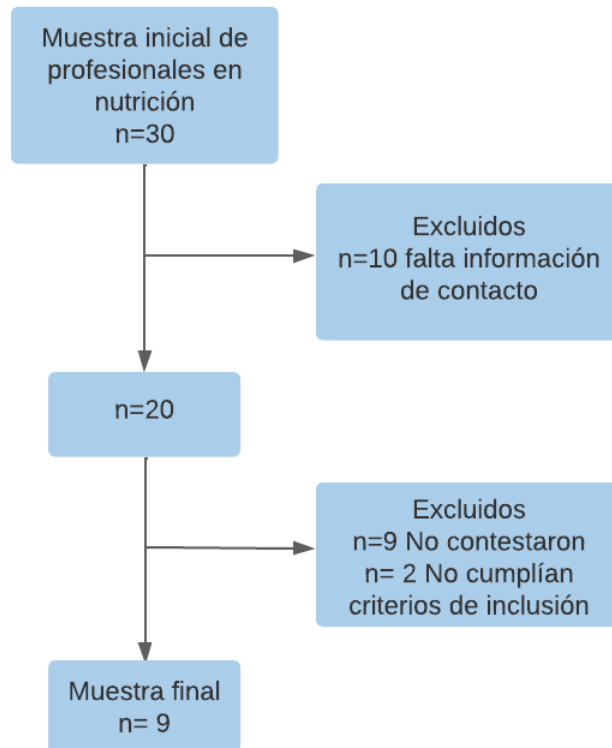 Muestra inicial de
profesionales en
nutrición
n=30
Excluidos
n=10 falta información
de contacto
n=20
Excluidos
n=9 No contestaron
n= 2 No cumplían
criterios de inclusión
Muestra final
n= 9